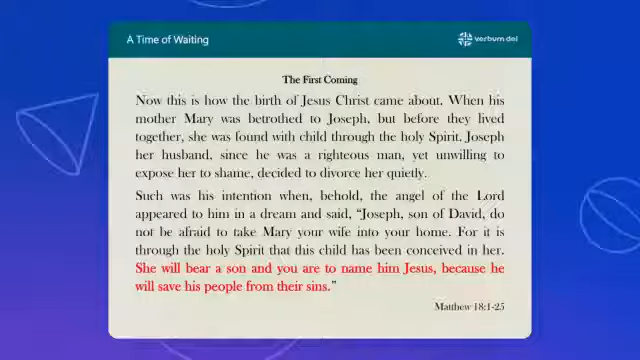 A Time of Waiting
verbum dei
The First Coming
Now this is how the birth of Jesus Christ came about. When his
mother Mary was betrothed to Joseph, but before they lived
together, she was found with child through the holy Spirit. Joseph
her husband, since he was a righteous man, yet unwilling to
expose her to shame, decided to divorce her quietly.
Such was his intention when, behold, the angel of the Lord
appeared to him in a dream and said, “Joseph, son of David, do
not be afraid to take Mary your wife into your home. For it is
through the holy Spirit that this child has been conceived in her.
She will bear a son and you are to name him Jesus, because he
will save his people from their sins.”
Matthew 18:1-25